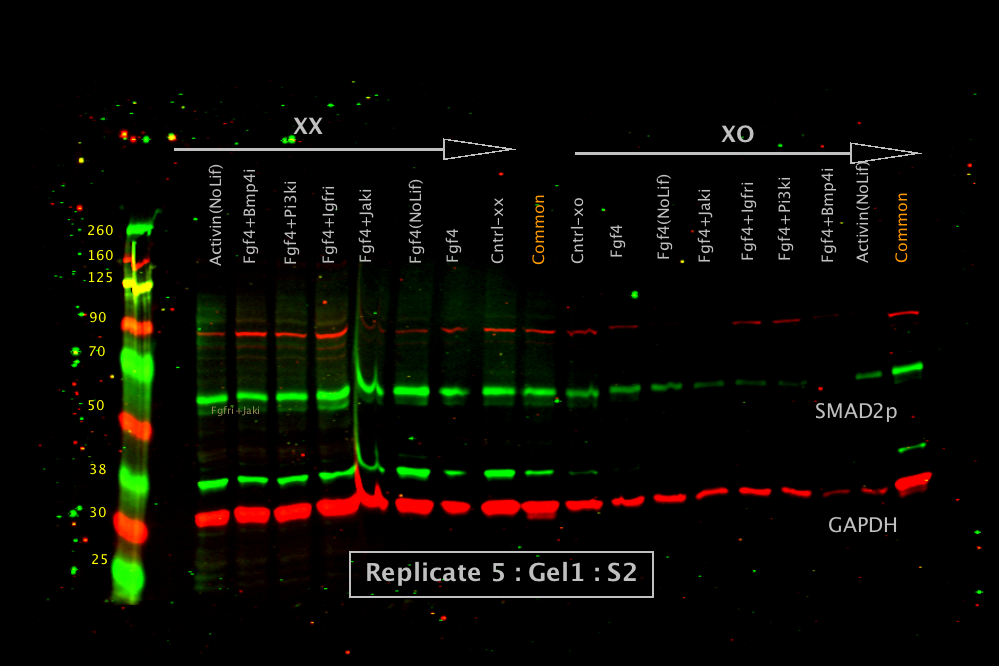 XX
XO
Activin(NoLif)
Fgf4+Bmp4i
Fgf4+Pi3ki
Fgf4+Igfri
Fgf4+Jaki
Fgf4(NoLif)
Fgf4
Cntrl-xx
Common
Cntrl-xo
Fgf4
Fgf4(NoLif)
Fgf4+Jaki
Fgf4+Igfri
Fgf4+Pi3ki
Fgf4+Bmp4i
Activin(NoLif)
Common
260
160
125
90
70
50
38
30
25
Fgfri+Jaki
SMAD2p
GAPDH
Replicate 5 : Gel1 : S2